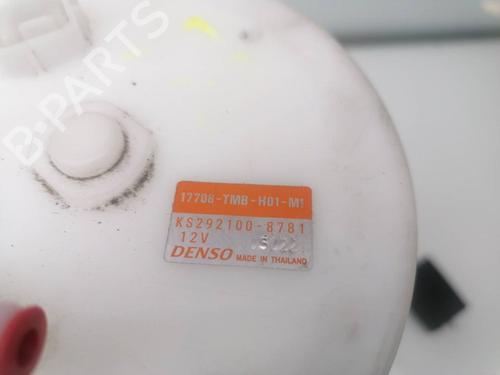 B-PARTS
17708-TMB-H01-M1
KS292100-8781
12V
DENSO MADE IN THAILAND